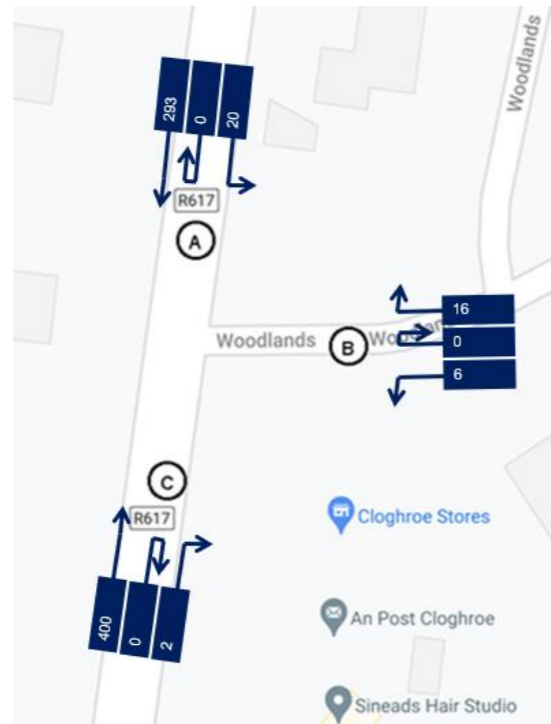 Woodlands
293
0
20
R617
A
16
Woodlands
B
0
6
C
R617
Cloghroe Stores
400
0
2
An Post Cloghroe
Sineads Hair Studio